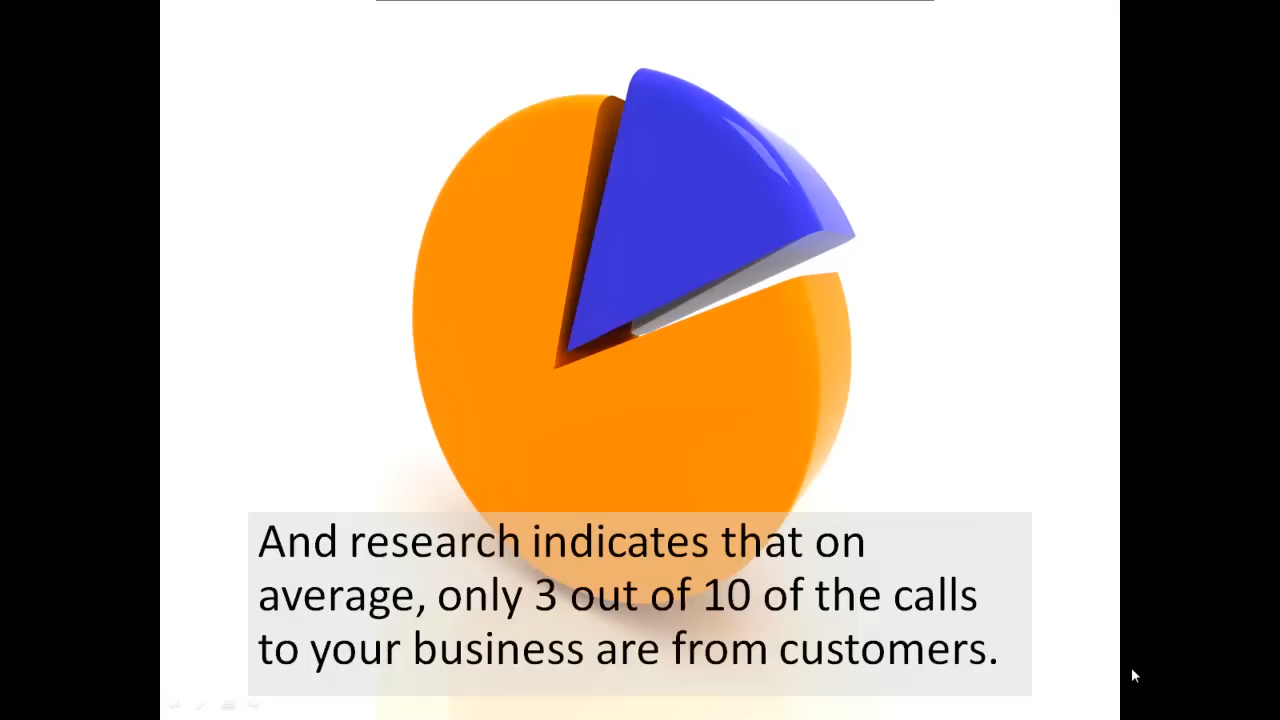 And research indicates that on
average, only 3 out of 10 of the calls
to your business are from customers.